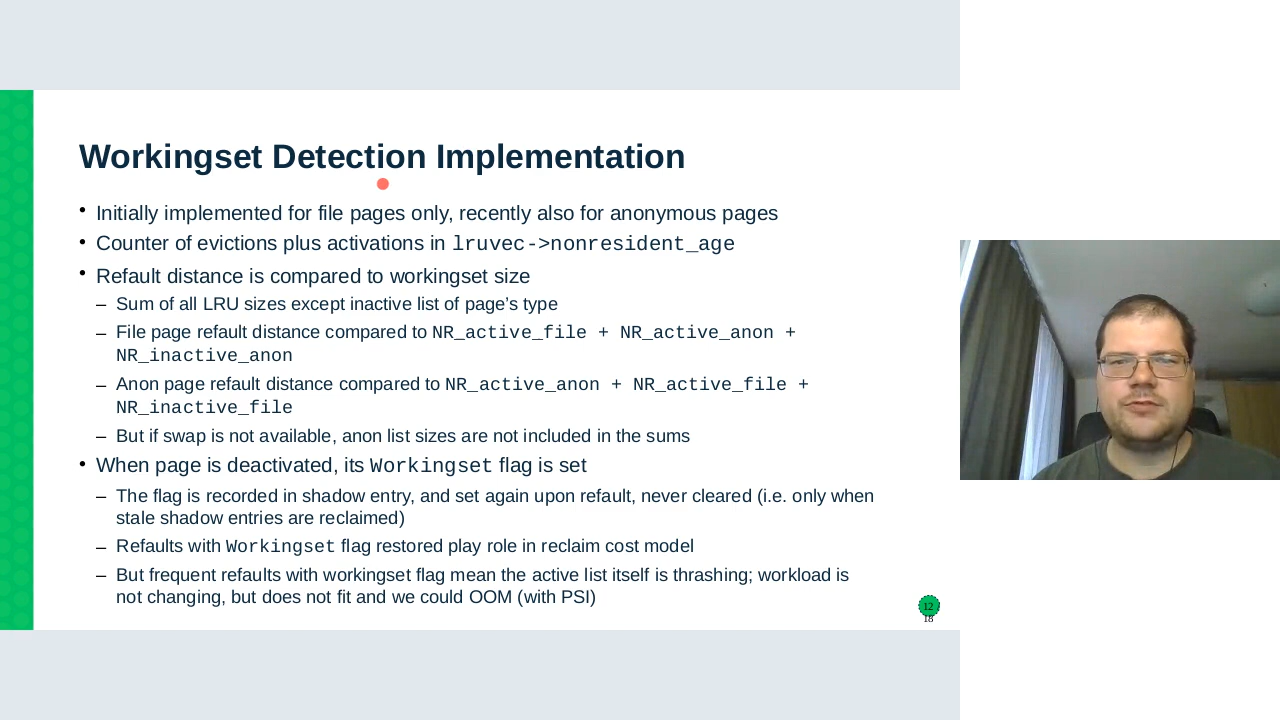 Workingset Detection Implementation
• Initially implemented for file pages only, recently also for anonymous pages
• Counter of evictions plus activations in lruvec->nonresident_age
• Refault distance is compared to workingset size
– Sum of all LRU sizes except inactive list of page's type
– File page refault distance compared to NR_active_file + NR_active_anon +
NR_inactive_anon
– Anon page refault distance compared to NR_active_anon + NR_active_file +
NR_inactive_file
– But if swap is not available, anon list sizes are not included in the sums
• When page is deactivated, its Workingset flag is set
– The flag is recorded in shadow entry, and set again upon refault, never cleared (i.e. only when
stale shadow entries are reclaimed)
– Refaults with Workingset flag restored play role in reclaim cost model
– But frequent refaults with workingset flag mean the active list itself is thrashing; workload is
not changing, but does not fit and we could OOM (with PSI)
12
18